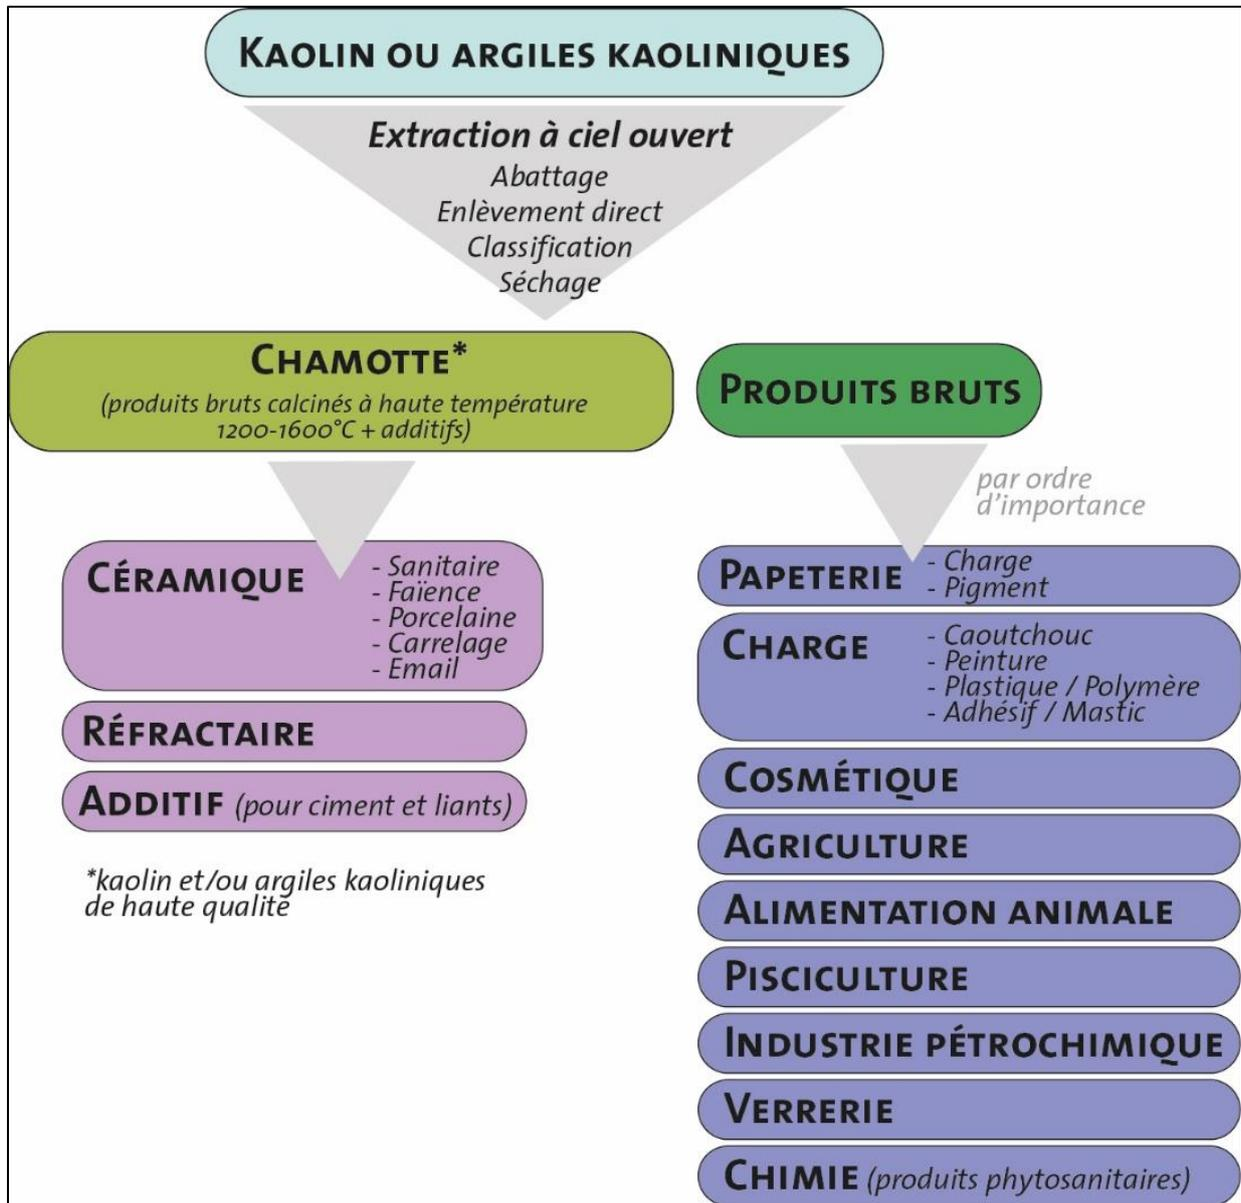 KAOLIN OU ARGILES KAOLINIQUES
Extraction à ciel ouvert
Abattage
Enlèvement direct
Classification
Séchage
CHAMOTTE*
(produits bruts calcinés à haute température
1200-1600°C + additifs)
CÉRAMIQUE
- Sanitaire
- Faïence
- Porcelaine
- Carrelage
- Email
RÉFRACTAIRE
ADDITIF (pour ciment et liants)
*kaolin et/ou argiles kaoliniques
de haute qualité
PRODUITS BRUTS
par ordre
d'importance
PAPETERIE
- Charge
- Pigment
CHARGE
- Caoutchouc
- Peinture
- Plastique / Polymère
- Adhésif / Mastic
COSMÉTIQUE
AGRICULTURE
ALIMENTATION ANIMALE
PISCICULTURE
INDUSTRIE PÉTROCHIMIQUE
VERRERIE
CHIMIE (produits phytosanitaires)